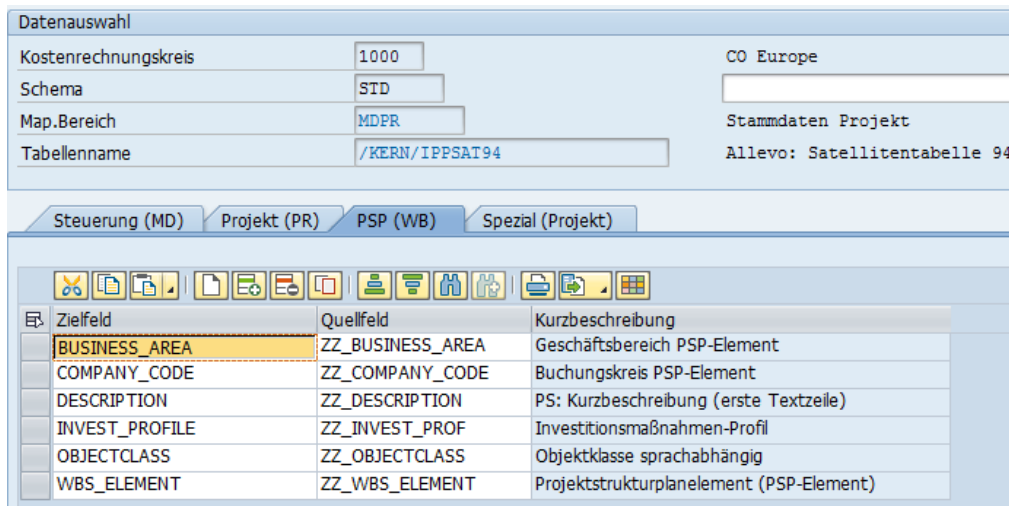 Datenauswahl
Kostenrechnungskreis 1000 CO Europe
Schema STD
Map.Bereich MDPR Stammdaten Projekt
Tabellenname /KERN/IPPSAT94 Allevo: Satellitentabelle 94
Steuerung (MD) Projekt (PR) PSP (WB) Spezial (Projekt)
Zielfeld Quellfeld Kurzbeschreibung
BUSINESS_AREA ZZ_BUSINESS_AREA Geschäftsbereich PSP-Element
COMPANY_CODE ZZ_COMPANY_CODE Buchungskreis PSP-Element
DESCRIPTION ZZ_DESCRIPTION PS: Kurzbeschreibung (erste Textzeile)
INVEST_PROFILE ZZ_INVEST_PROF Investitionsmaßnahmen-Profil
OBJECTCLASS ZZ_OBJECTCLASS Objektklasse sprachabhängig
WBS_ELEMENT ZZ_WBS_ELEMENT Projektstrukturplanelement (PSP-Element)